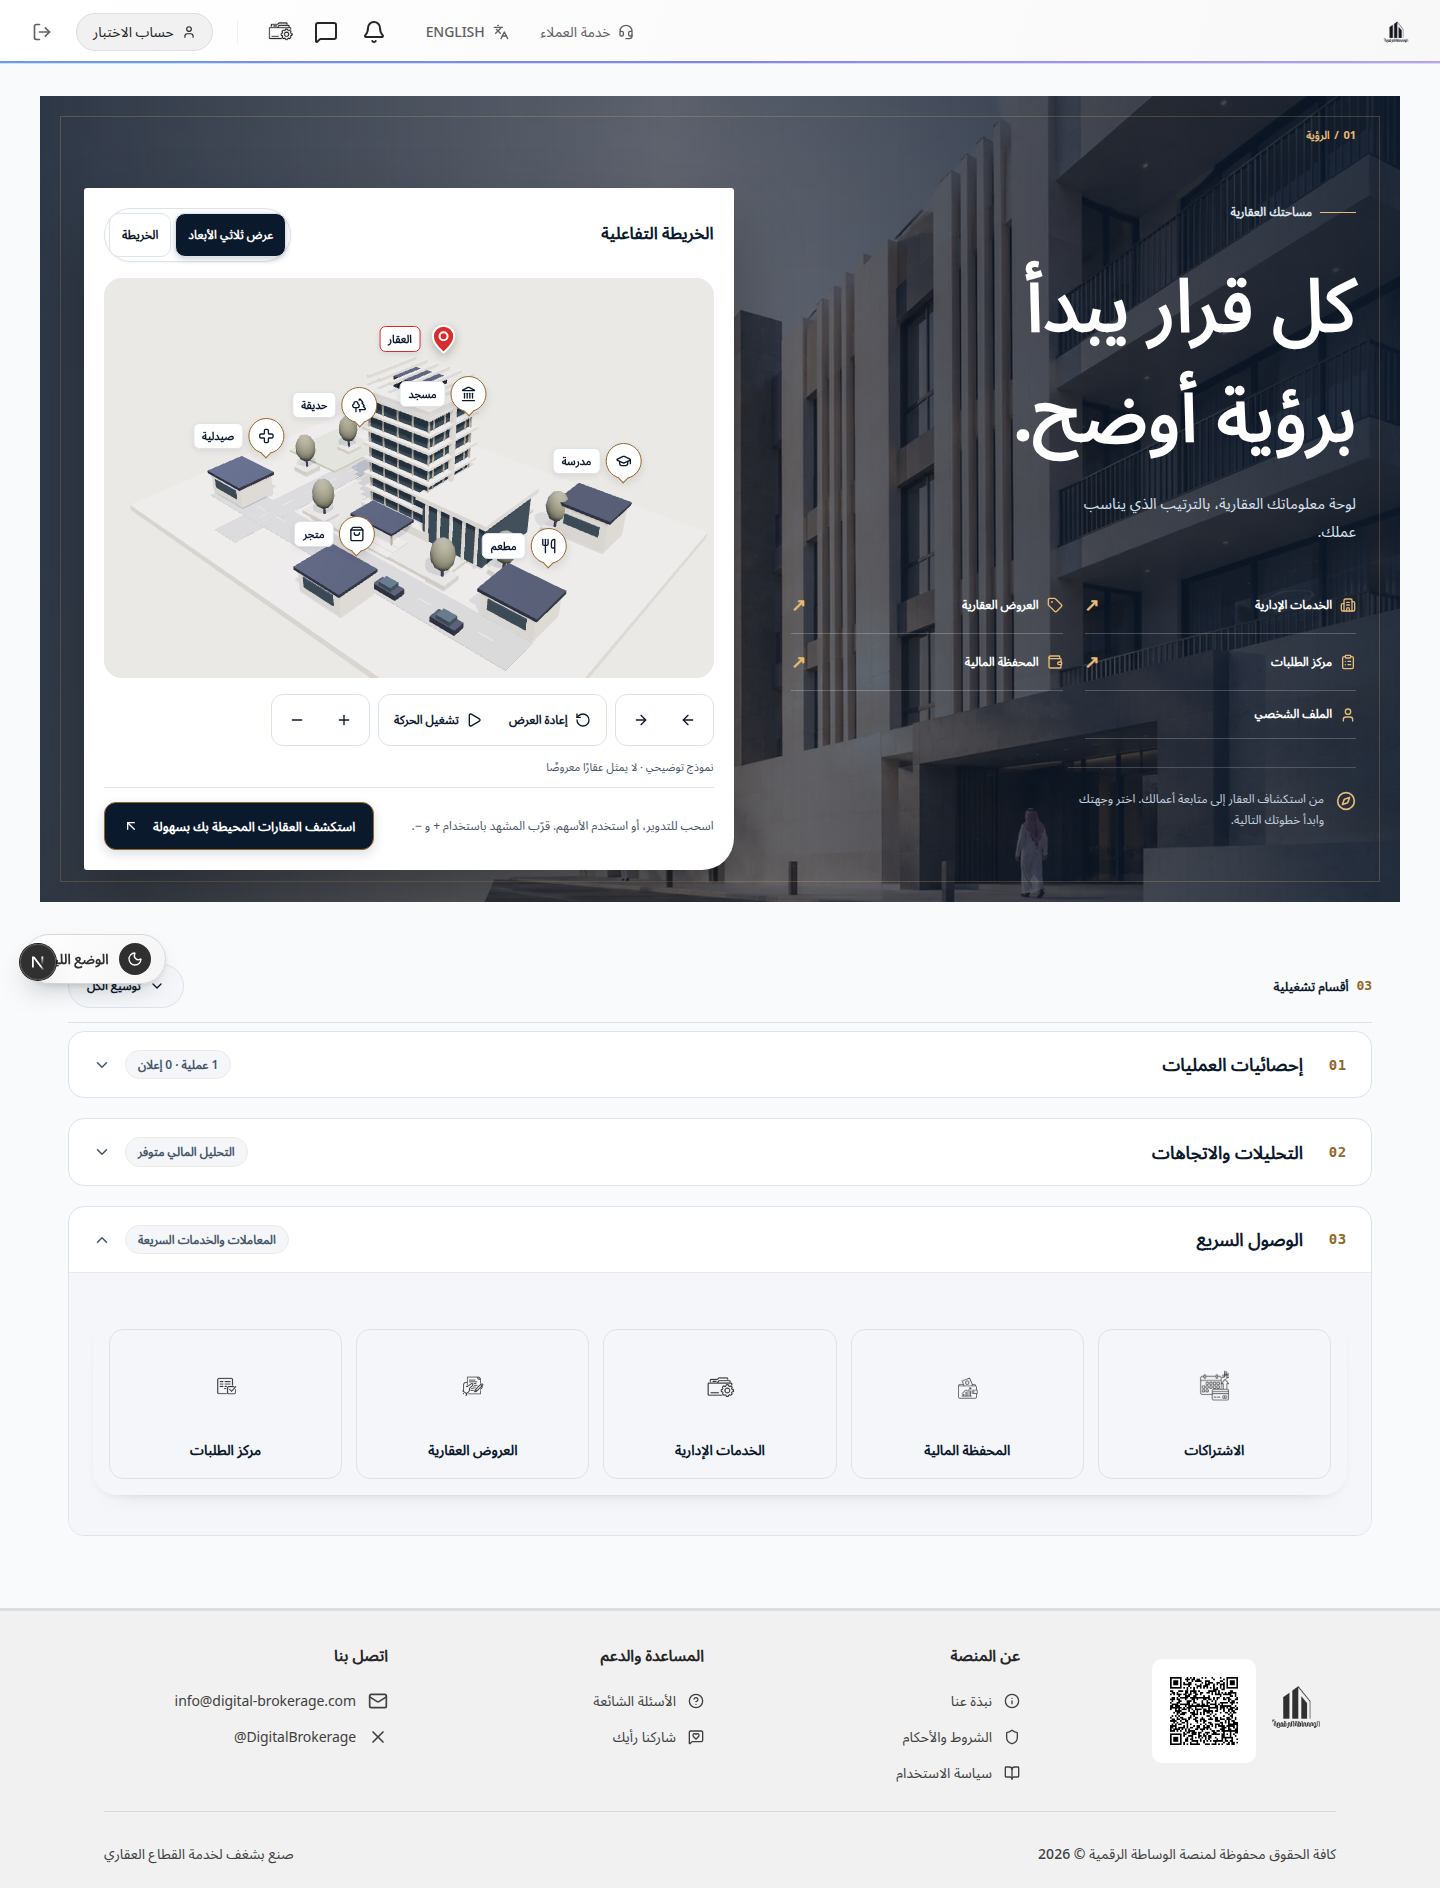 خدمة العملاء
ENGLISH
حساب الاختبار
01 / الرؤية
مساحتك العقارية
كل قرار يبدأ
برؤية أوضح.
لوحة معلوماتك العقارية، بالترتيب الذي يناسب
عملك.
الخدمات الإدارية
العروض العقارية
مركز الطلبات
المحفظة المالية
الملف الشخصي
من استكشاف العقار إلى متابعة أعمالك. اختر وجهتك
وابدأ خطوتك التالية.
الخريطة التفاعلية
عرض ثلاثي الأبعاد
الخريطة
العقار
مسجد
حديقة
صيدلية
مدرسة
متجر
مطعم
إعادة العرض
تشغيل الحركة
نموذج توضيحي · لا يمثل عقارًا معروضًا
اسحب للتدوير، أو استخدم الأسهم. قرّب المشهد باستخدام + و −.
استكشف العقارات المحيطة بك بسهولة
الوضع
N
03 أقسام تشغيلية
توسيع الكل
01 إحصائيات العمليات
1 عملية · 0 إعلان
02 التحليلات والاتجاهات
التحليل المالي متوفر
03 الوصول السريع
المعاملات والخدمات السريعة
الاشتراكات
المحفظة المالية
الخدمات الإدارية
العروض العقارية
مركز الطلبات
الوساطة الرقمية
عن المنصة
نبذة عنا
الشروط والأحكام
سياسة الاستخدام
المساعدة والدعم
الأسئلة الشائعة
شاركنا رأيك
اتصل بنا
info@digital-brokerage.com
@DigitalBrokerage
كافة الحقوق محفوظة لمنصة الوساطة الرقمية © 2026
صنع بشغف لخدمة القطاع العقاري